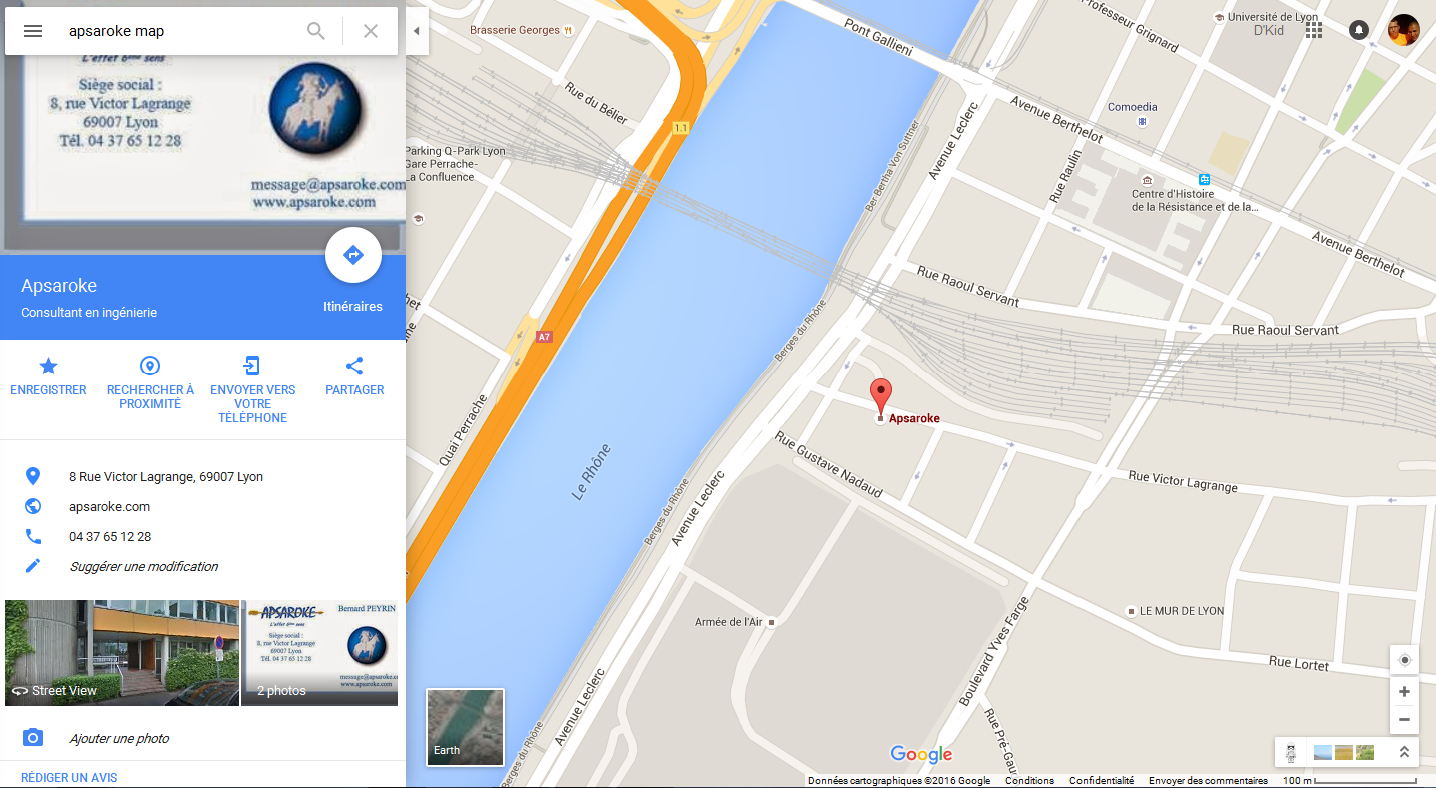 apsaroke map
L'effet 6ème sens
Siège social :
8, rue Victor Lagrange
69007 Lyon
Tél. 04 37 65 12 28
message@apsaroke.com
www.apsaroke.com
Apsaroke
Consultant en ingénierie
Itinéraires
ENREGISTRER
RECHERCHER À
PROXIMITÉ
ENVOYER VERS
VOTRE
TÉLÉPHONE
PARTAGER
8 Rue Victor Lagrange, 69007 Lyon
apsaroke.com
04 37 65 12 28
Suggérer une modification
Street View
APSAROKE
Bernard PEYRIN
L'effet 6ème sens
Siège social :
8, rue Victor Lagrange
69007 Lyon
Tél. 04 37 65 12 28
message@apsaroke
www.apsaroke.com
2 photos
Ajouter une photo
RÉDIGER UN AVIS
Brasserie Georges
Pont Gallieni
Professeur Grignard
Université de Lyon
D'Kid
Rue du Bélier
1.1
Avenue Leclerc
Avenue Berthelot
Comoedia
Parking Q-Park Lyon
Gare Perrache-
La Confluence
Ber Bertha Von Suttner
Rue Raulin
Centre d'Histoire
de la Résistance et de la...
Avenue Berthelot
Rue Raoul Servant
Rue Raoul Servant
A7
Berges du Rhône
Apsaroke
Quai Perrache
Le Rhône
Rue Gustave Nadaud
Rue Victor Lagrange
Berges du Rhône
Avenue Leclerc
Armée de l'Air
LE MUR DE LYON
Boulevard Yves Farge
Rue Lortet
Avenue Leclerc
Berges du Rhône
Rue Pré-Gau
Earth
Google
Données cartographiques ©2016 Google
Conditions
Confidentialité
Envoyer des commentaires
100 m